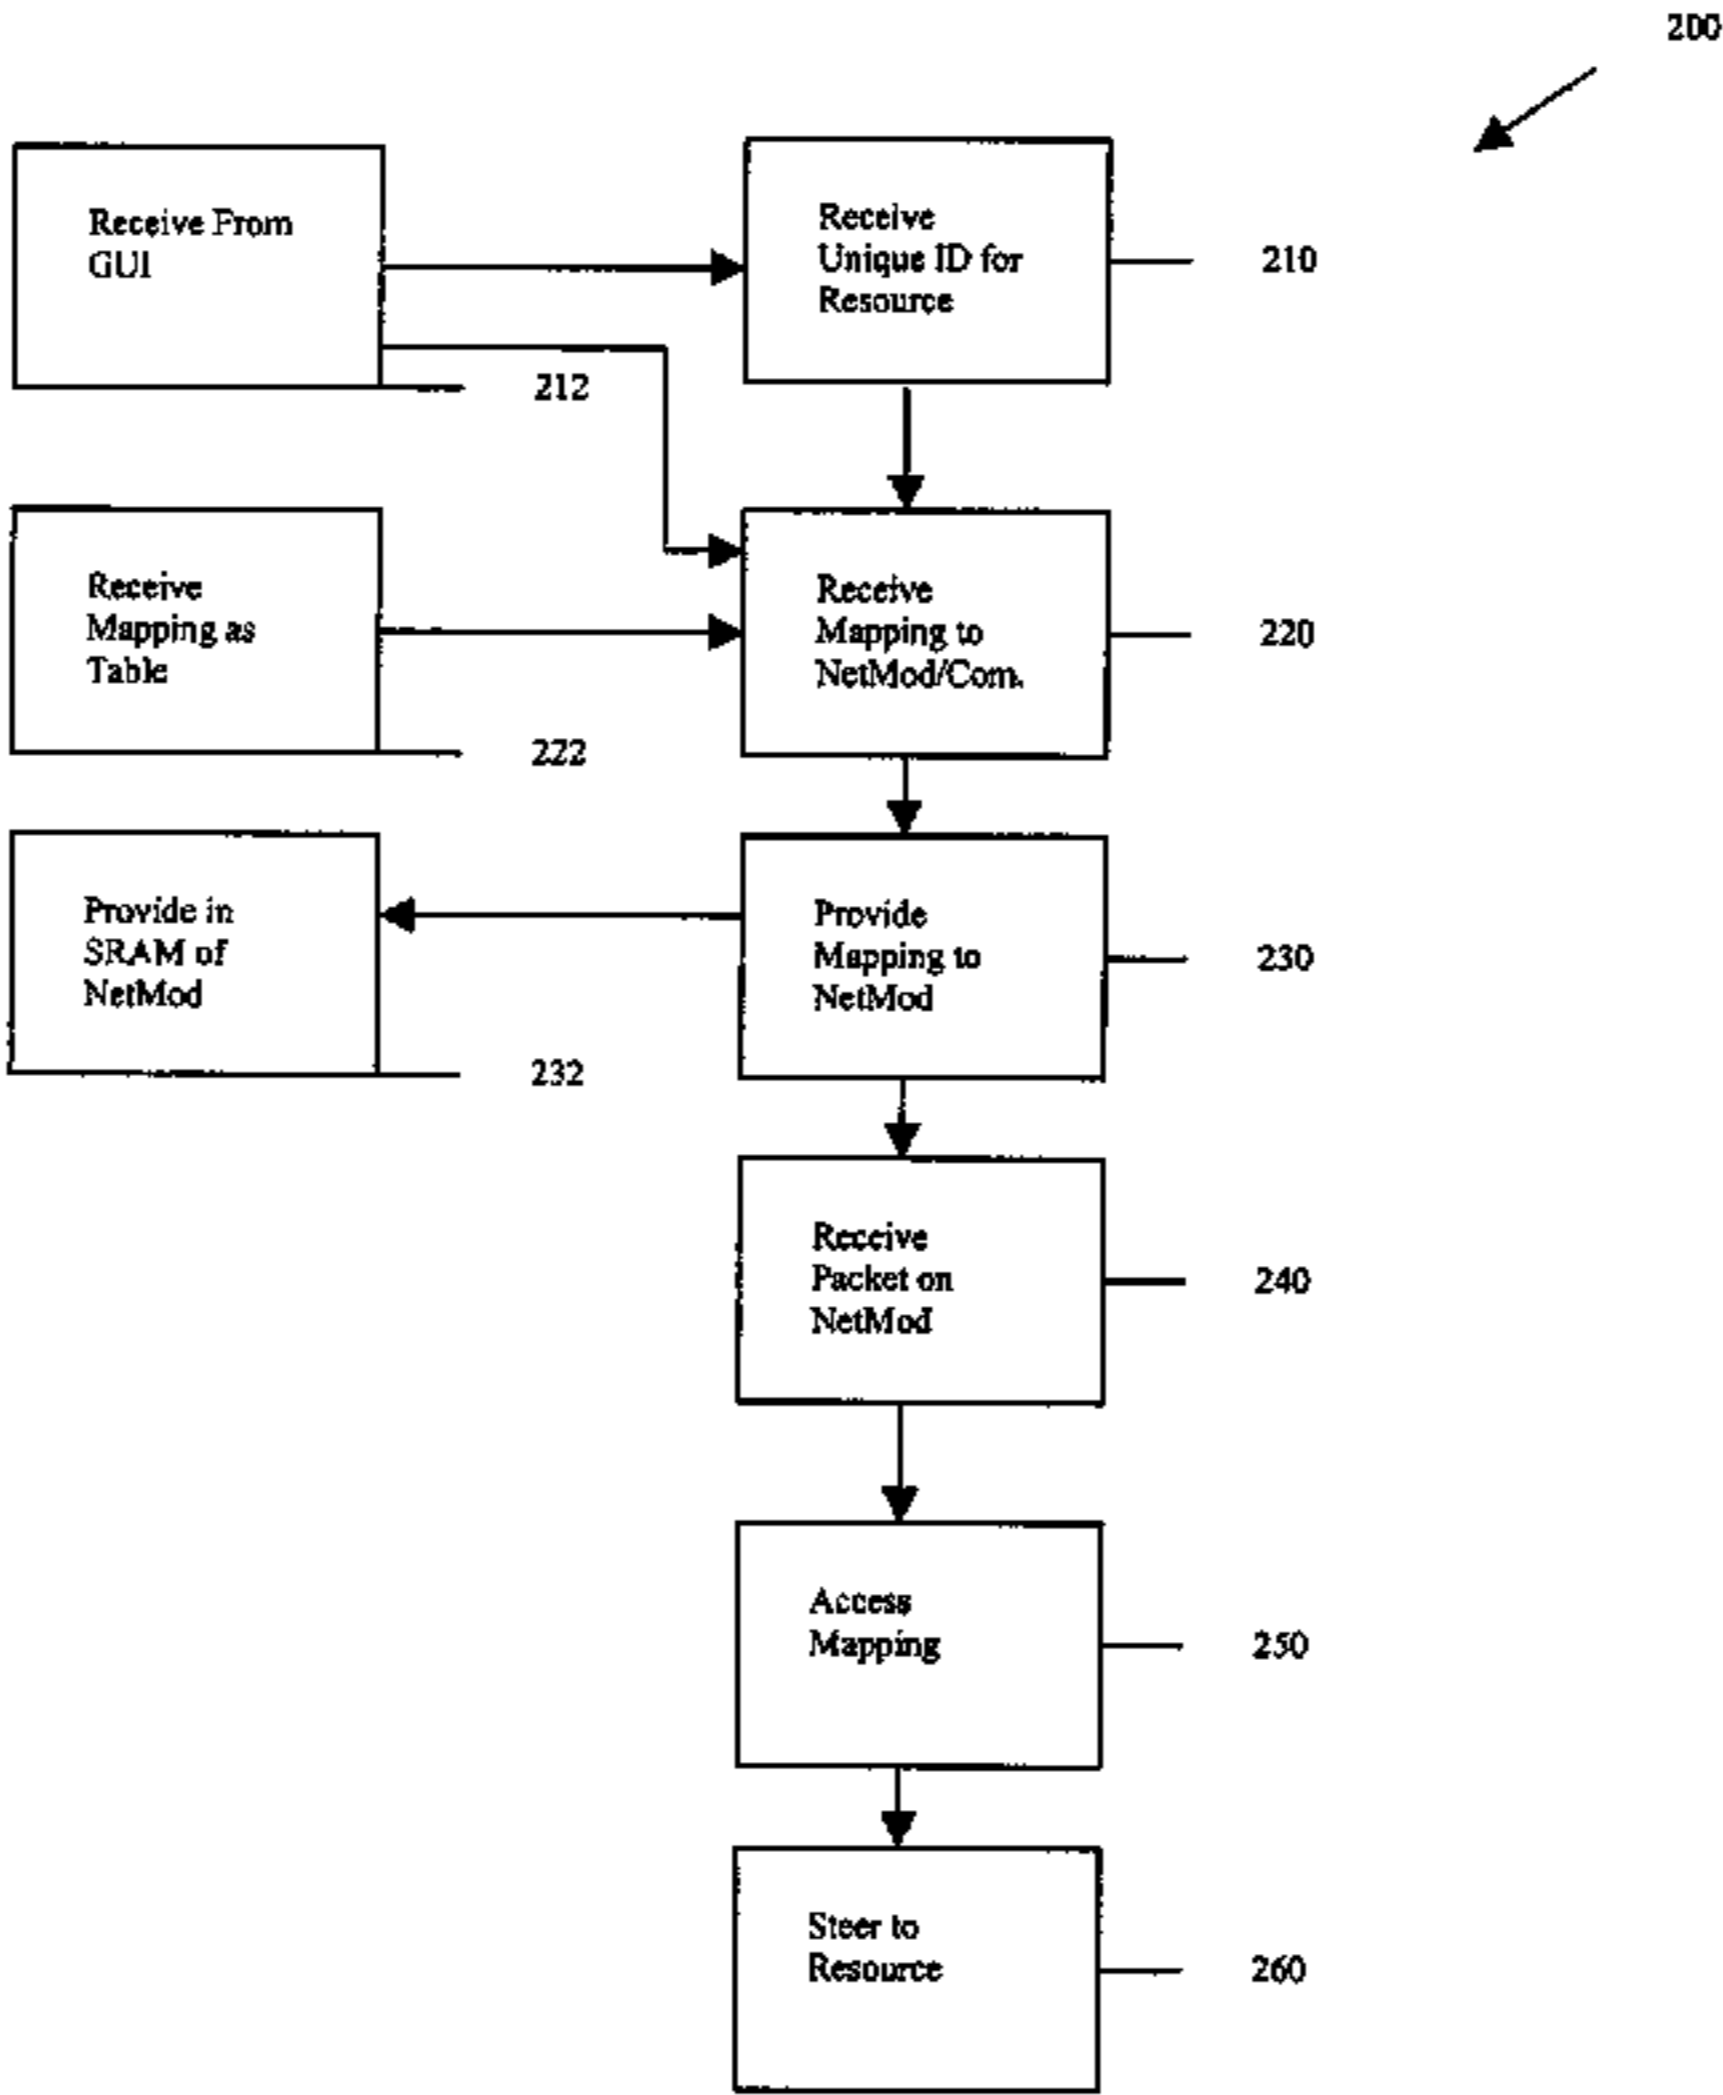 200
Receive From
GUI
212
Receive
Unique ID for
Resource
210
Receive
Mapping as
Table
222
Receive
Mapping to
NetMod/Com.
220
Provide in
SRAM of
NetMod
232
Provide
Mapping to
NetMod
230
Receive
Packet on
NetMod
240
Access
Mapping
250
Steer to
Resource
260